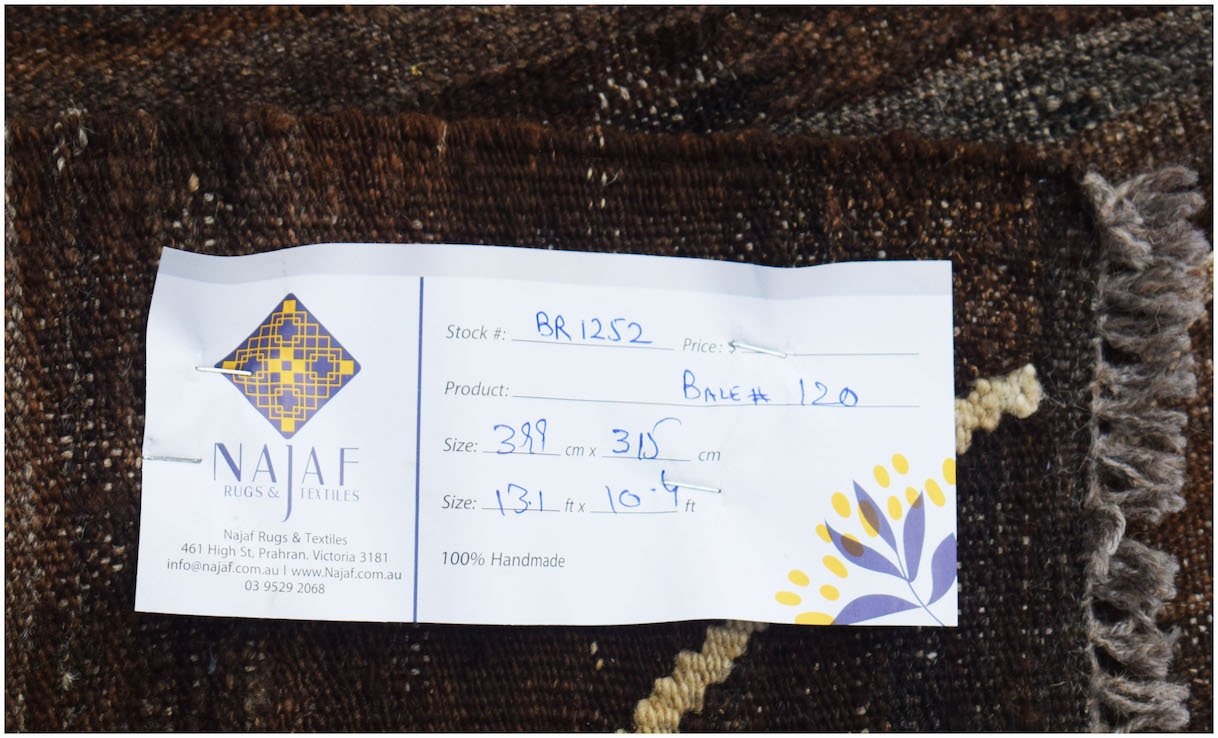 NAJAF
RUGS & TEXTILES
Najaf Rugs & Textiles
461 High St, Prahran. Victoria 3181
info@najaf.com.au | www.Najaf.com.au
03 9529 2068
Stock #: BR1252 Price: $
Product: BALE# 120
Size: 399 cm x 315 cm
Size: 13.1 ft x 10.4 ft
100% Handmade